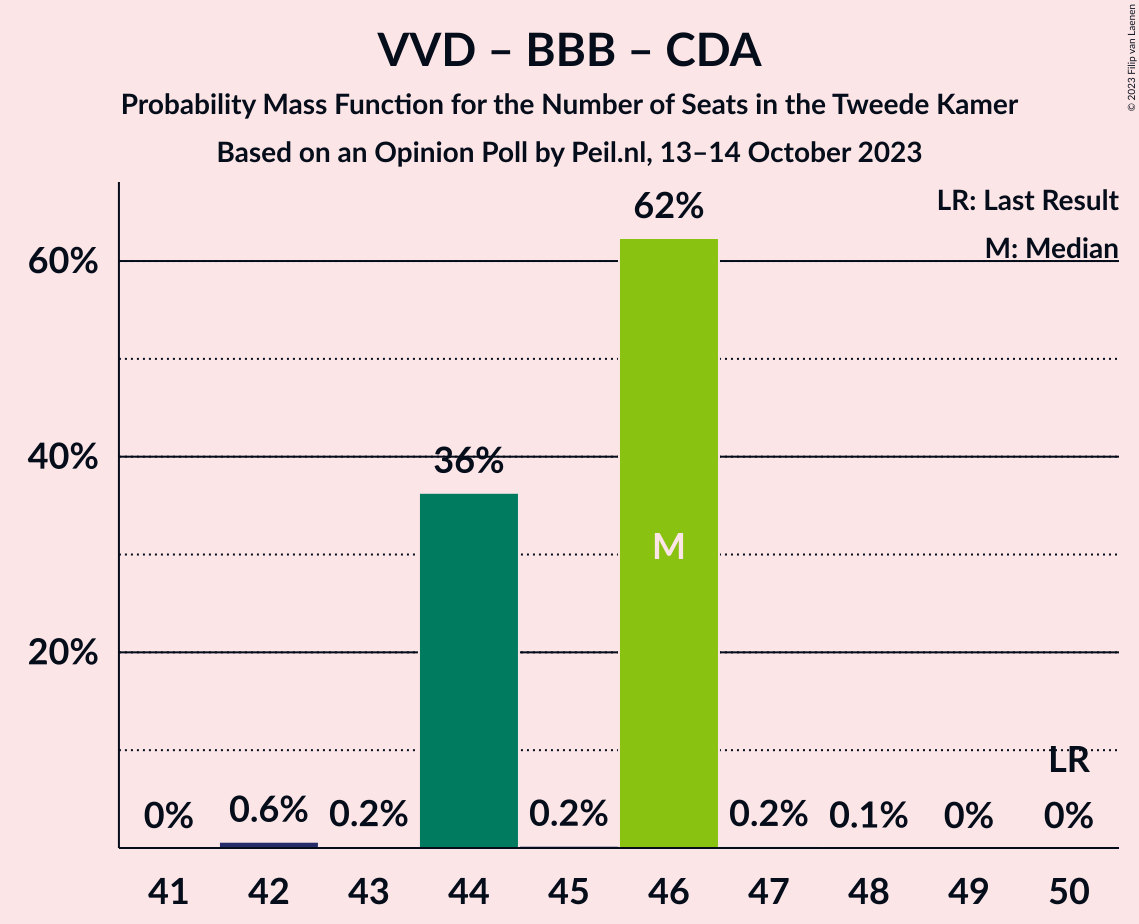 VVD – BBB – CDA
Probability Mass Function for the Number of Seats in the Tweede Kamer
Based on an Opinion Poll by Peil.nl, 13–14 October 2023
© 2023 Filip van Laenen
LR: Last Result
M: Median
60%
40%
20%
0%
0.6%
0.2%
36%
0.2%
62%
M
0.2%
0.1%
0%
LR
0%
41 42 43 44 45 46 47 48 49 50